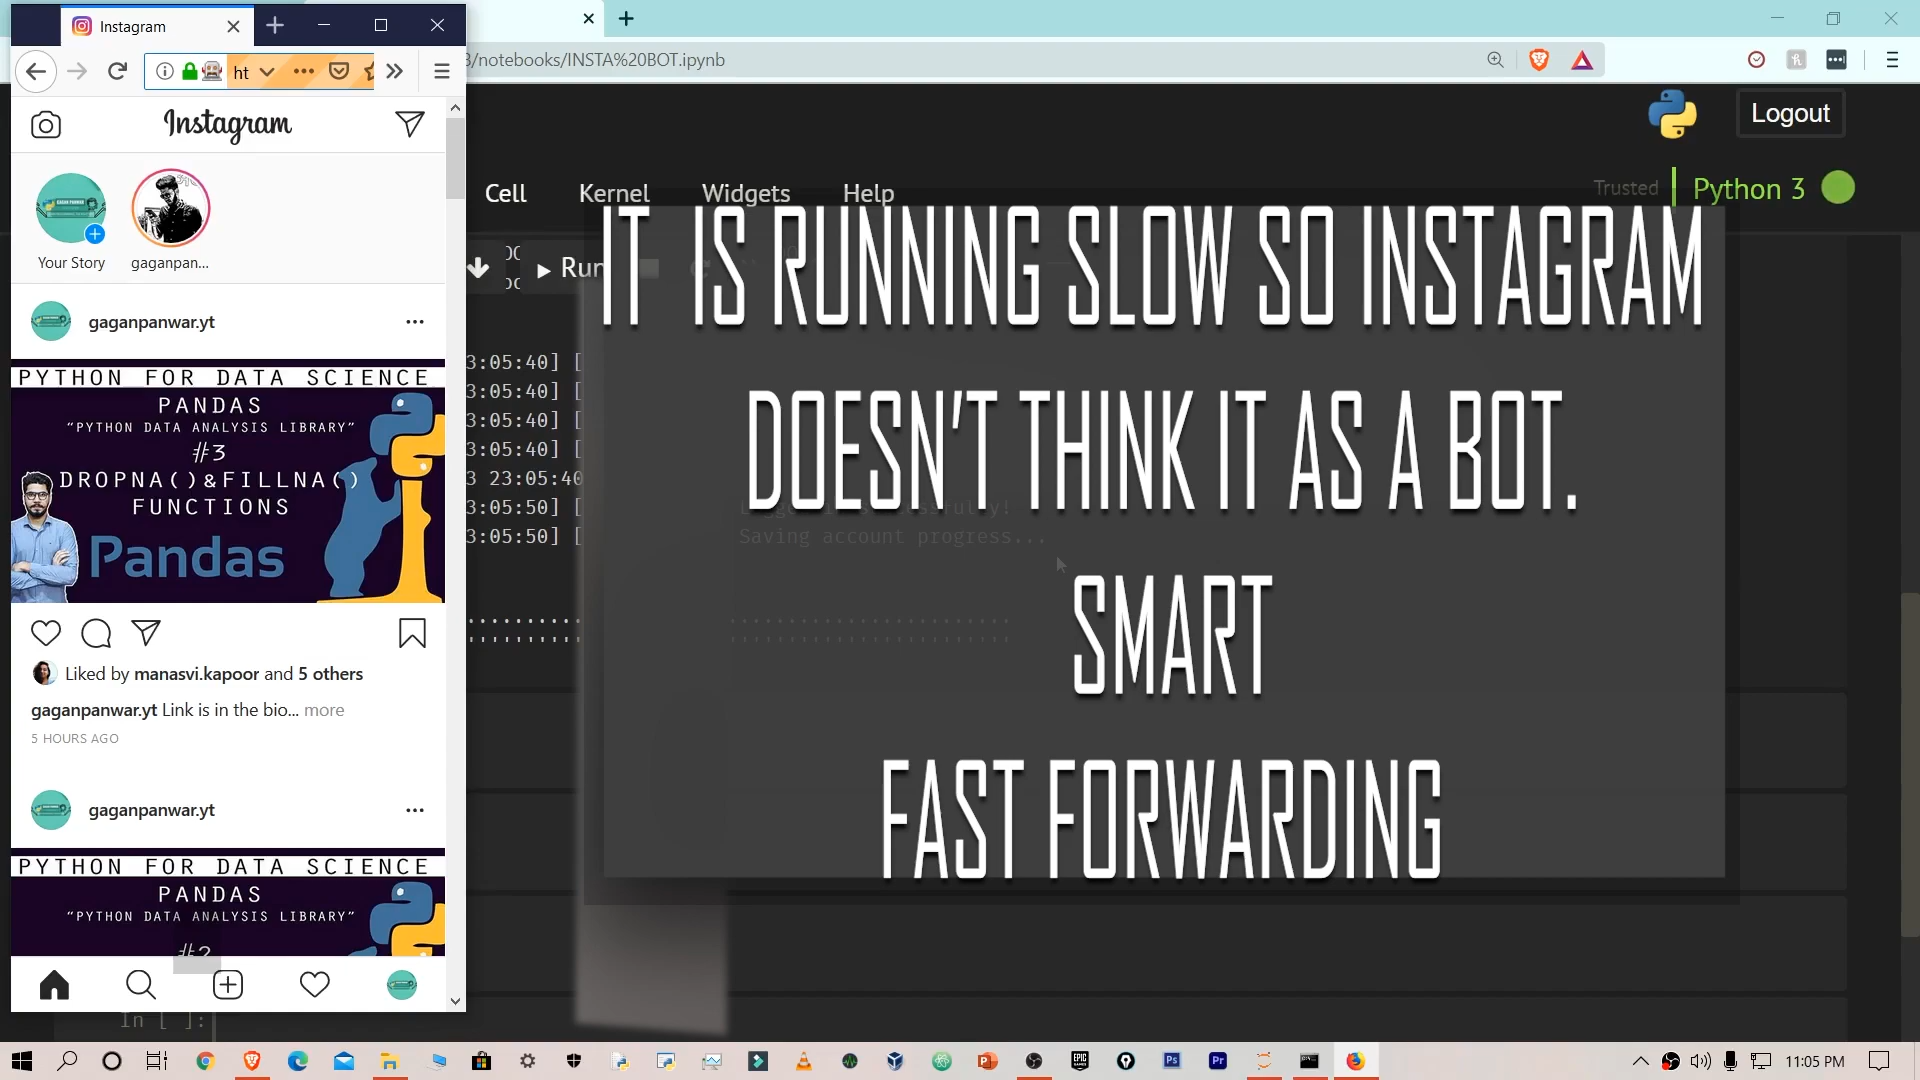 Instagram
ht
3/notebooks/INSTA%20BOT.ipynb
Instagram
Logout
Your Story
gaganpan...
Cell
Kernel
Widgets
Help
Trusted
Python 3
Run
gaganpanwar.yt
PYTHON FOR DATA SCIENCE
PANDAS
“PYTHON DATA ANALYSIS LIBRARY”
#3
DROPNA()&FILLNA()
FUNCTIONS
Pandas
Liked by manasvi.kapoor and 5 others
gaganpanwar.yt Link is in the bio... more
5 HOURS AGO
gaganpanwar.yt
PYTHON FOR DATA SCIENCE
PANDAS
“PYTHON DATA ANALYSIS LIBRARY”
#2
3:05:40] [
3:05:40] [
3:05:40] [
3:05:40] [
3 23:05:40
3:05:50] [
3:05:50] [
Saving account progress...
IT IS RUNNING SLOW SO INSTAGRAM
DOESN'T THINK IT AS A BOT.
SMART
FAST FORWARDING
In [ ]:
11:05 PM